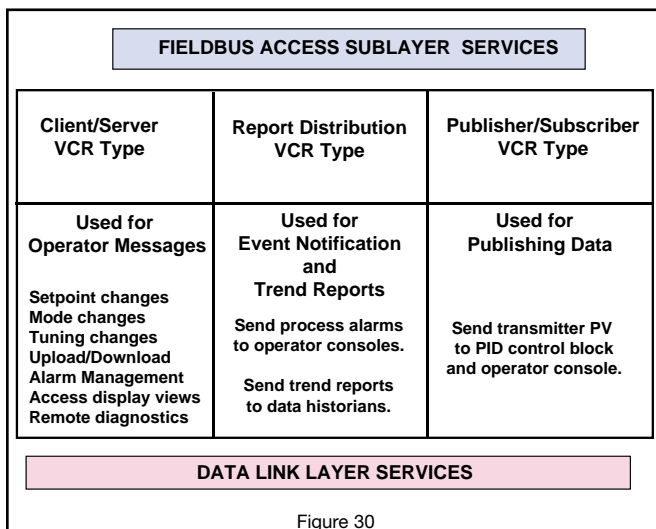 FIELDBUS ACCESS SUBLAYER SERVICES
Client/Server
VCR Type
Report Distribution
VCR Type
Publisher/Subscriber
VCR Type
Used for
Operator Messages
Setpoint changes
Mode changes
Tuning changes
Upload/Download
Alarm Management
Access display views
Remote diagnostics
Used for
Event Notification
and
Trend Reports
Send process alarms
to operator consoles.
Send trend reports
to data historians.
Used for
Publishing Data
Send transmitter PV
to PID control block
and operator console.
DATA LINK LAYER SERVICES
Figure 30